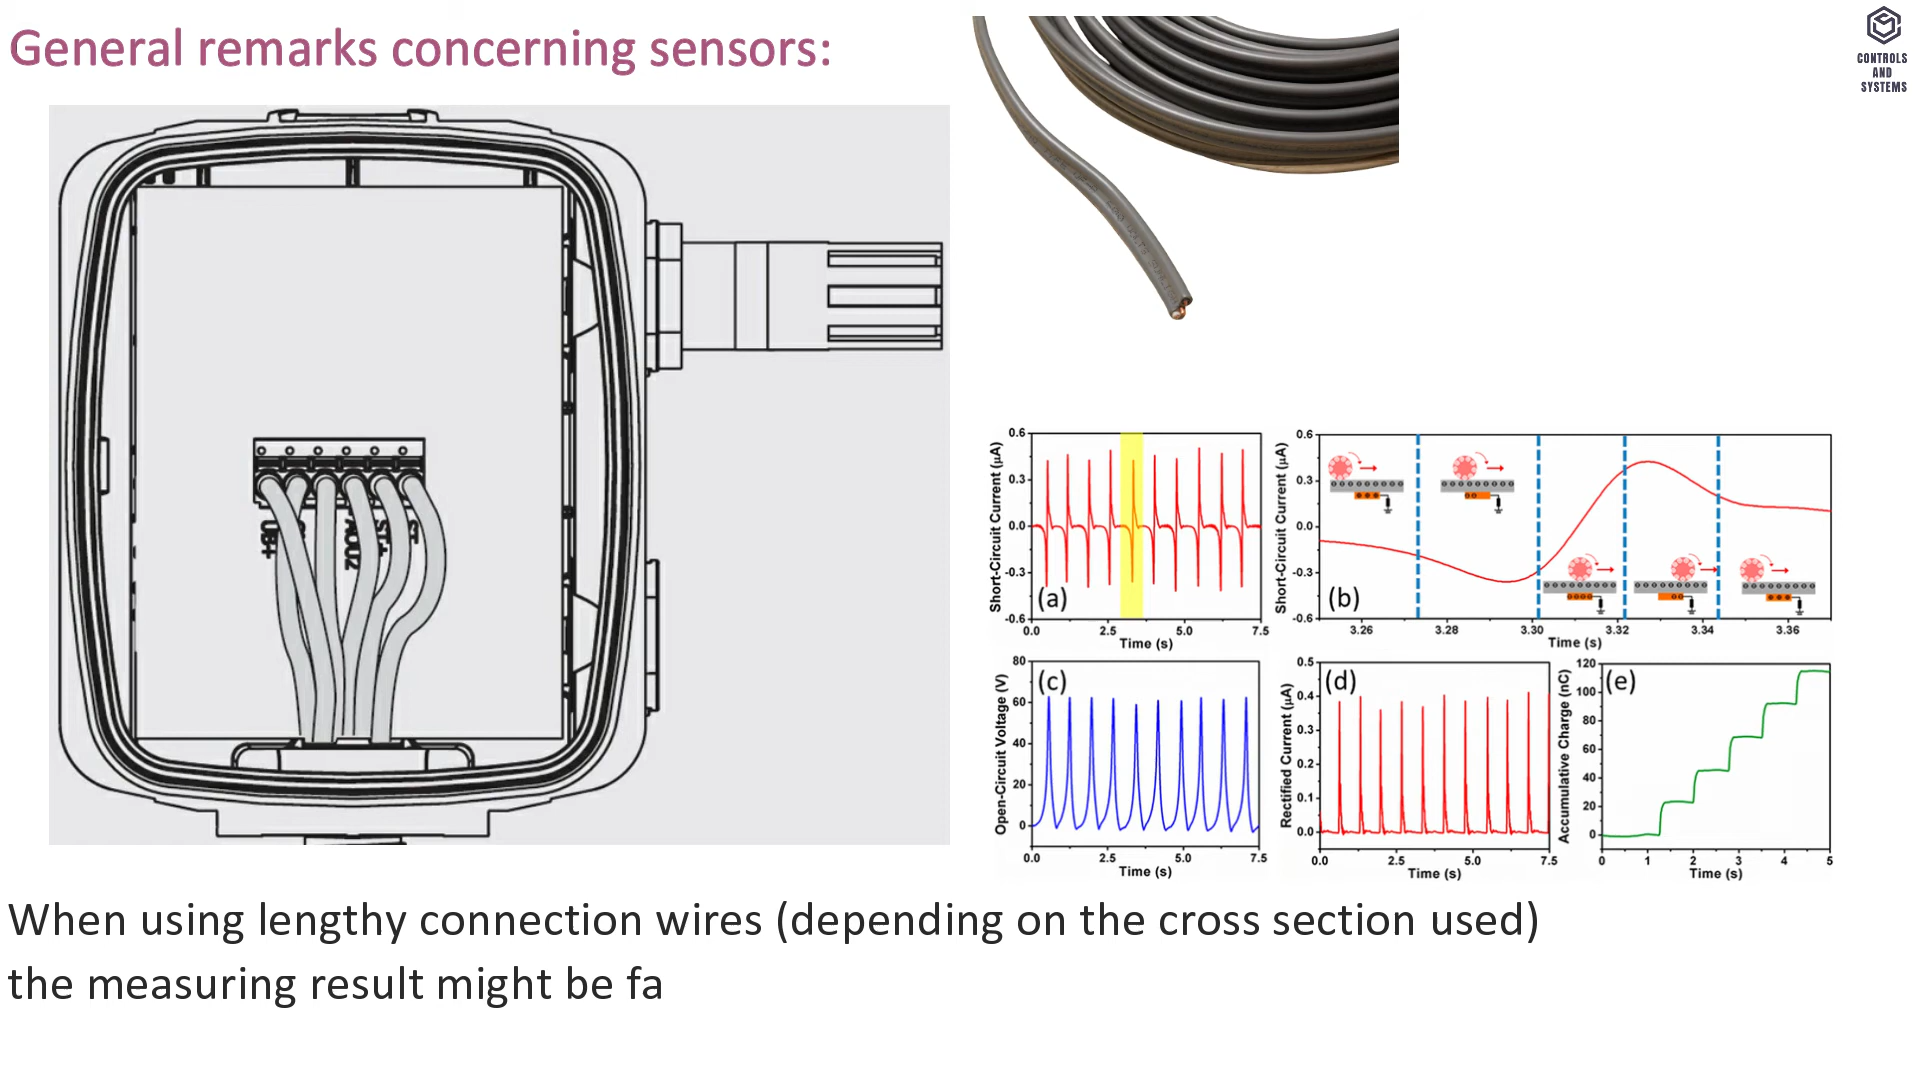 General remarks concerning sensors:
CONTROLS
AND
SYSTEMS
UB+
AOU2
ST+
ST-
Short-Circuit Current (μA)
0.6
0.3
0.0
-0.3
-0.6
(a)
0.0 2.5 5.0 7.5
Time (s)
Short-Circuit Current (μA)
0.6
0.3
0.0
-0.3
-0.6
(b)
3.26 3.28 3.30 3.32 3.34 3.36
Time (s)
Open-Circuit Voltage (V)
80
60
40
20
0
(c)
0.0 2.5 5.0 7.5
Time (s)
Rectified Current (μA)
0.5
0.4
0.3
0.2
0.1
0.0
(d)
0.0 2.5 5.0 7.5
Time (s)
Accumulative Charge (nC)
120
100
80
60
40
20
0
(e)
0 1 2 3 4 5
Time (s)
When using lengthy connection wires (depending on the cross section used)
the measuring result might be fa